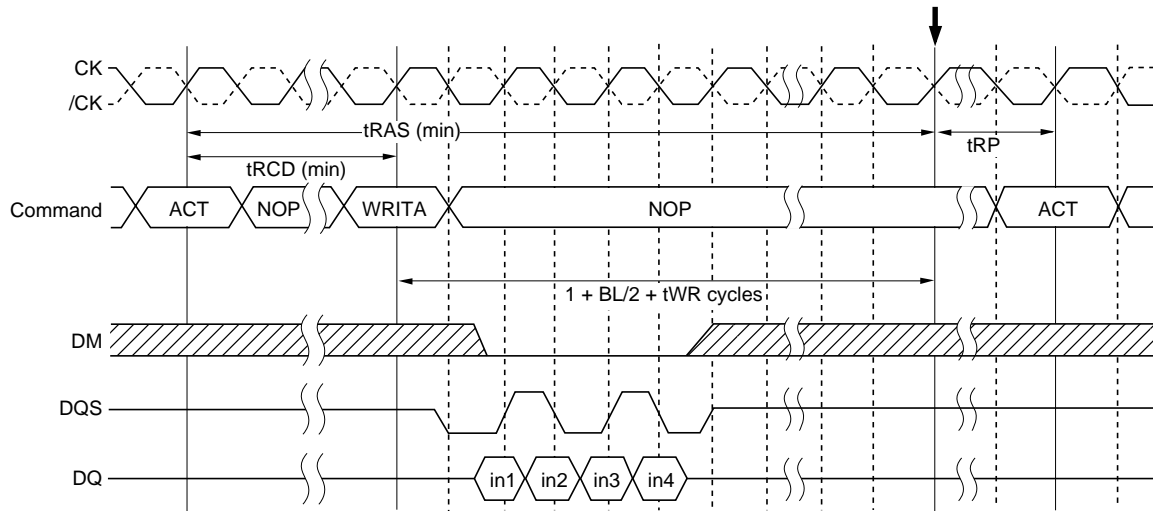 CK
/CK
tRAS (min)
tRP
tRCD (min)
Command
ACT
NOP
WRITA
NOP
ACT
1 + BL/2 + tWR cycles
DM
DQS
DQ
in1
in2
in3
in4